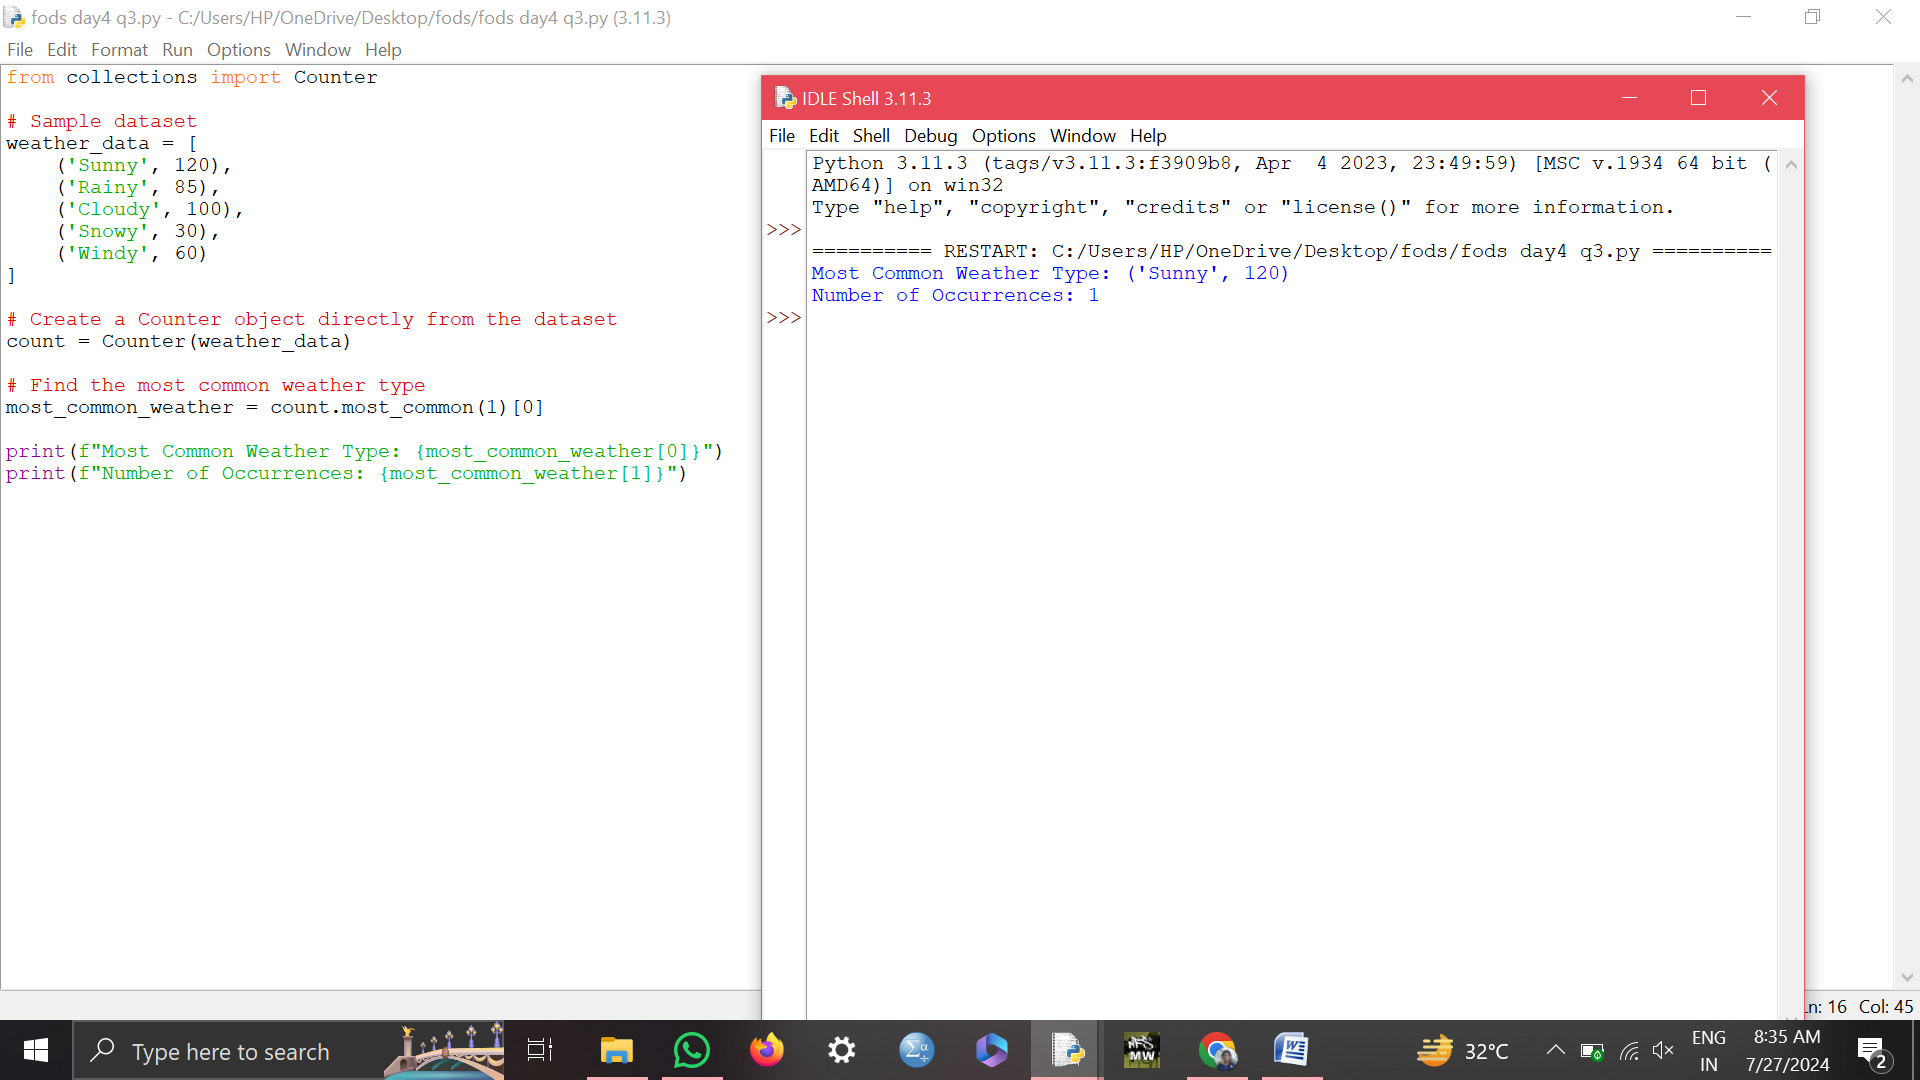 fods day4 q3.py - C:/Users/HP/OneDrive/Desktop/fods/fods day4 q3.py (3.11.3)
File Edit Format Run Options Window Help
from collections import Counter
# Sample dataset
weather_data = [
    ('Sunny', 120),
    ('Rainy', 85),
    ('Cloudy', 100),
    ('Snowy', 30),
    ('Windy', 60)
]
# Create a Counter object directly from the dataset
count = Counter(weather_data)
# Find the most common weather type
most_common_weather = count.most_common(1)[0]
print(f"Most Common Weather Type: {most_common_weather[0]}")
print(f"Number of Occurrences: {most_common_weather[1]}")
IDLE Shell 3.11.3
File Edit Shell Debug Options Window Help
Python 3.11.3 (tags/v3.11.3:f3909b8, Apr  4 2023, 23:49:59) [MSC v.1934 64 bit (
AMD64)] on win32
Type "help", "copyright", "credits" or "license()" for more information.
>>>
========== RESTART: C:/Users/HP/OneDrive/Desktop/fods/fods day4 q3.py ==========
Most Common Weather Type: ('Sunny', 120)
Number of Occurrences: 1
>>>
Ln: 16 Col: 45
Type here to search
Σα
MW
32°C
ENG
IN
8:35 AM
7/27/2024
2